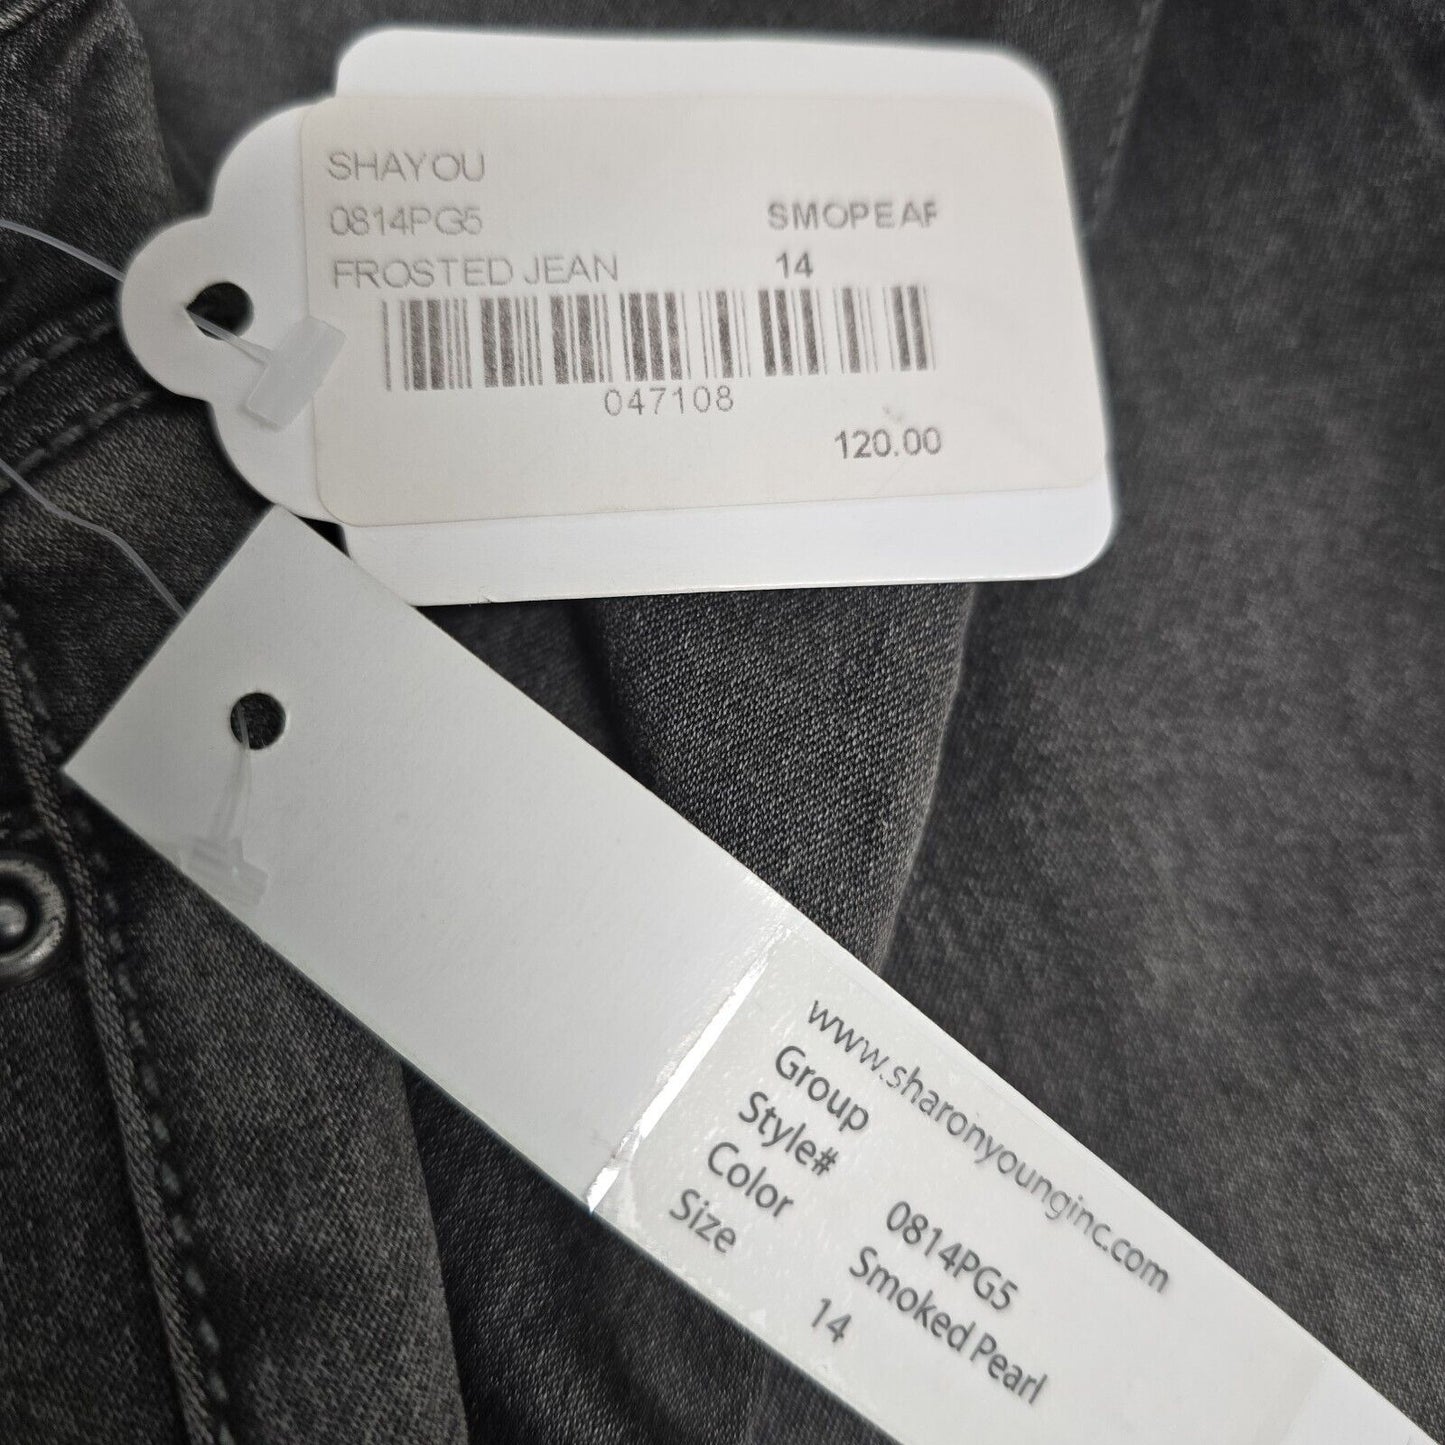 SHAYOU
0814PG5 SMOPEAR
FROSTED JEAN 14
047108
120.00
www.sharonyounginc.com
Group
Style# 0814PG5
Color Smoked Pearl
Size 14